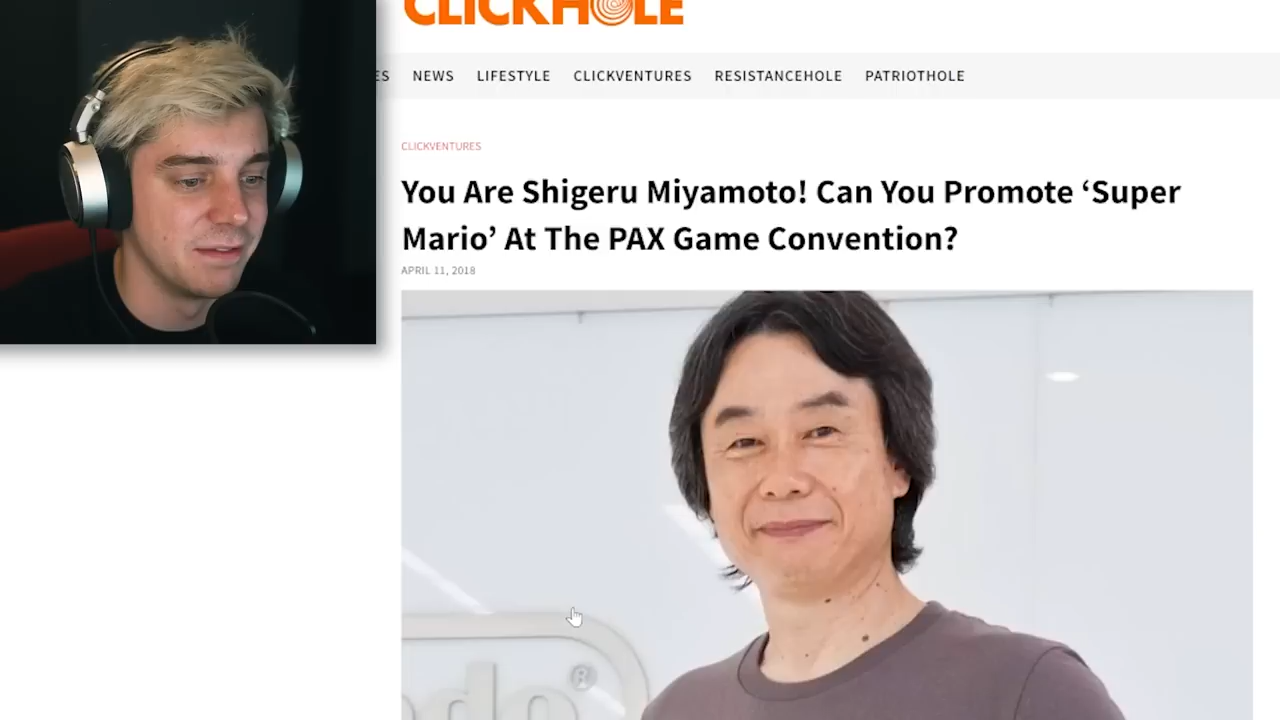 CLICKHOLE
ES NEWS LIFESTYLE CLICKVENTURES RESISTANCEHOLE PATRIOTHOLE
CLICKVENTURES
You Are Shigeru Miyamoto! Can You Promote ‘Super
Mario’ At The PAX Game Convention?
APRIL 11, 2018
do®